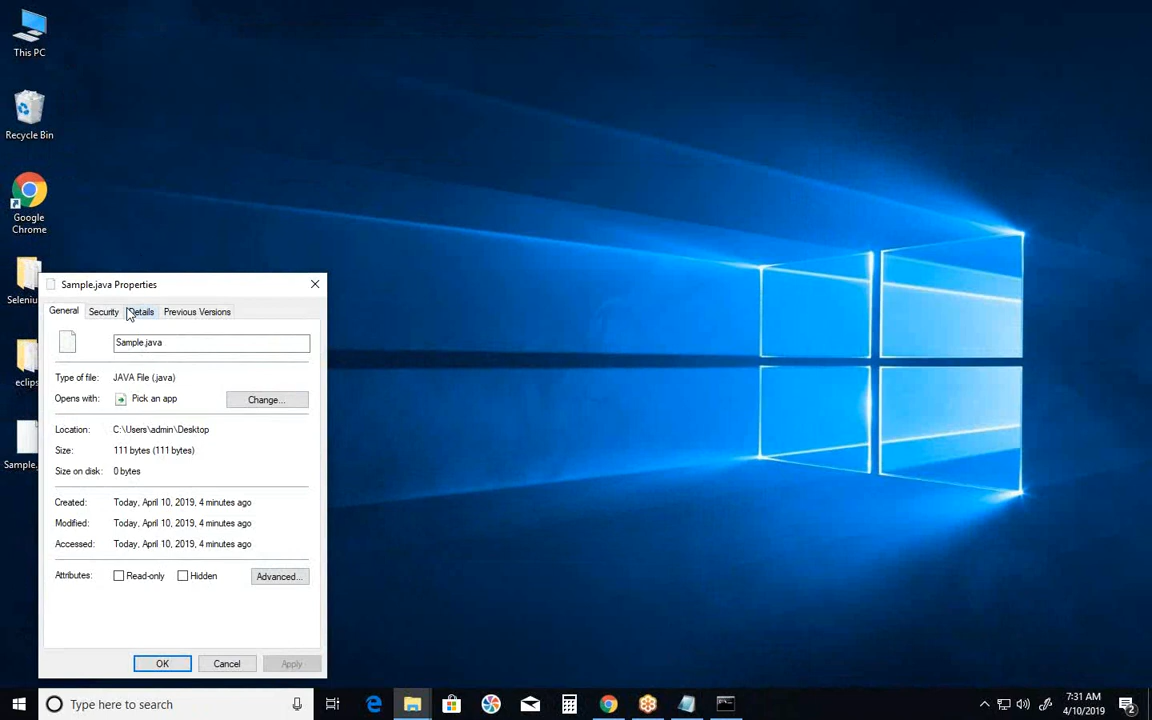 This PC
Recycle Bin
Google
Chrome
Seleniu
eclips
Sample.
Sample.java Properties
General Security Details Previous Versions
Sample.java
Type of file: JAVA File (.java)
Opens with: Pick an app Change...
Location: C:\Users\admin\Desktop
Size: 111 bytes (111 bytes)
Size on disk: 0 bytes
Created: Today, April 10, 2019, 4 minutes ago
Modified: Today, April 10, 2019, 4 minutes ago
Accessed: Today, April 10, 2019, 4 minutes ago
Attributes: Read-only Hidden Advanced...
OK Cancel Apply
Type here to search
7:31 AM
4/10/2019
2